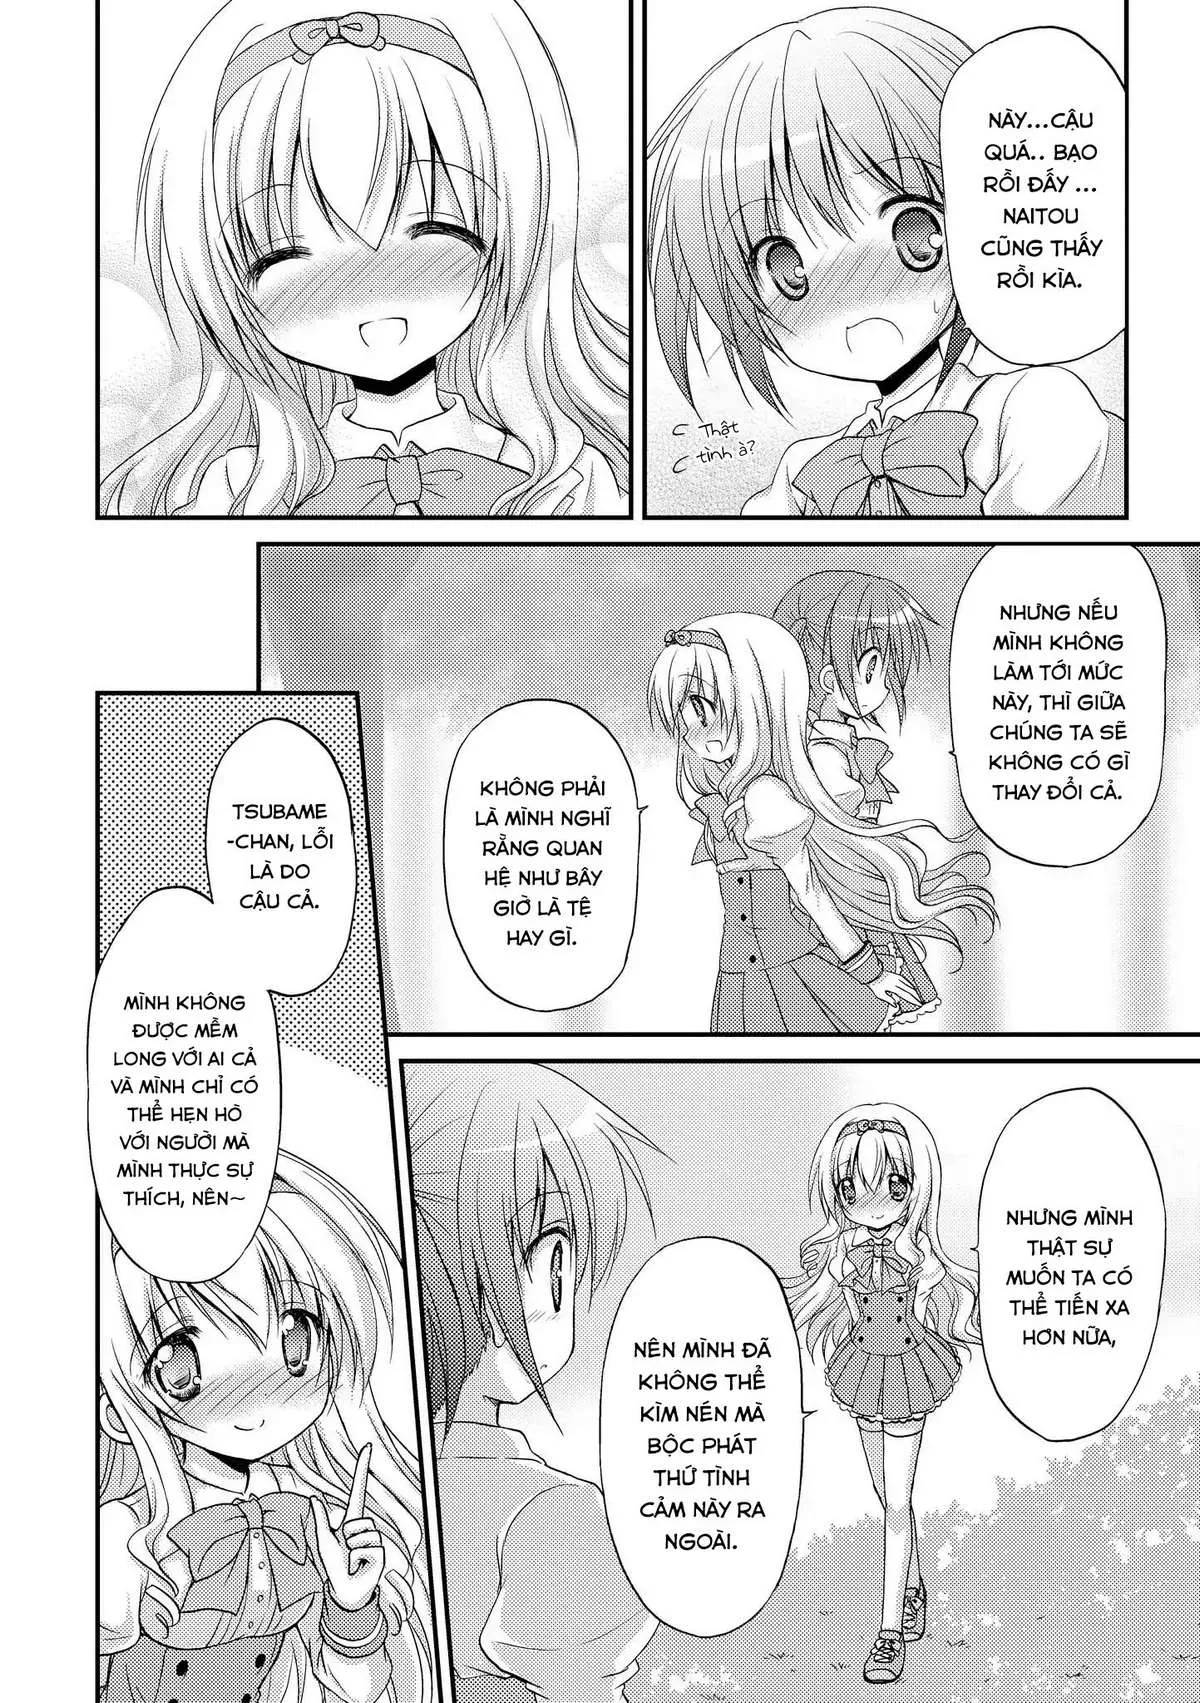 NÀY...CẬU
QUÁ.. BẠO
RỒI ĐẤY ...
NAITOU
CŨNG THẤY
RỒI KÌA.
Thật
tình à?
NHƯNG NẾU
MÌNH KHÔNG
LÀM TỚI MỨC
NÀY, THÌ GIỮA
CHÚNG TA SẼ
KHÔNG CÓ GÌ
THAY ĐỔI CẢ.
KHÔNG PHẢI
LÀ MÌNH NGHĨ
RẰNG QUAN
HỆ NHƯ BÂY
GIỜ LÀ TỆ
HAY GÌ.
NHƯNG MÌNH
THẬT SỰ
MUỐN TA CÓ
THỂ TIẾN XA
HƠN NỮA,
NÊN MÌNH ĐÃ
KHÔNG THỂ
KÌM NÉN MÀ
BỘC PHÁT
THỨ TÌNH
CẢM NÀY RA
NGOÀI.
TSUBAME
-CHAN, LỖI
LÀ DO
CẬU CẢ.
MÌNH KHÔNG
ĐƯỢC MỀM
LONG VỚI AI CẢ
VÀ MÌNH CHỈ CÓ
THỂ HẸN HÒ
VỚI NGƯỜI MÀ
MÌNH THỰC SỰ
THÍCH, NÊN~